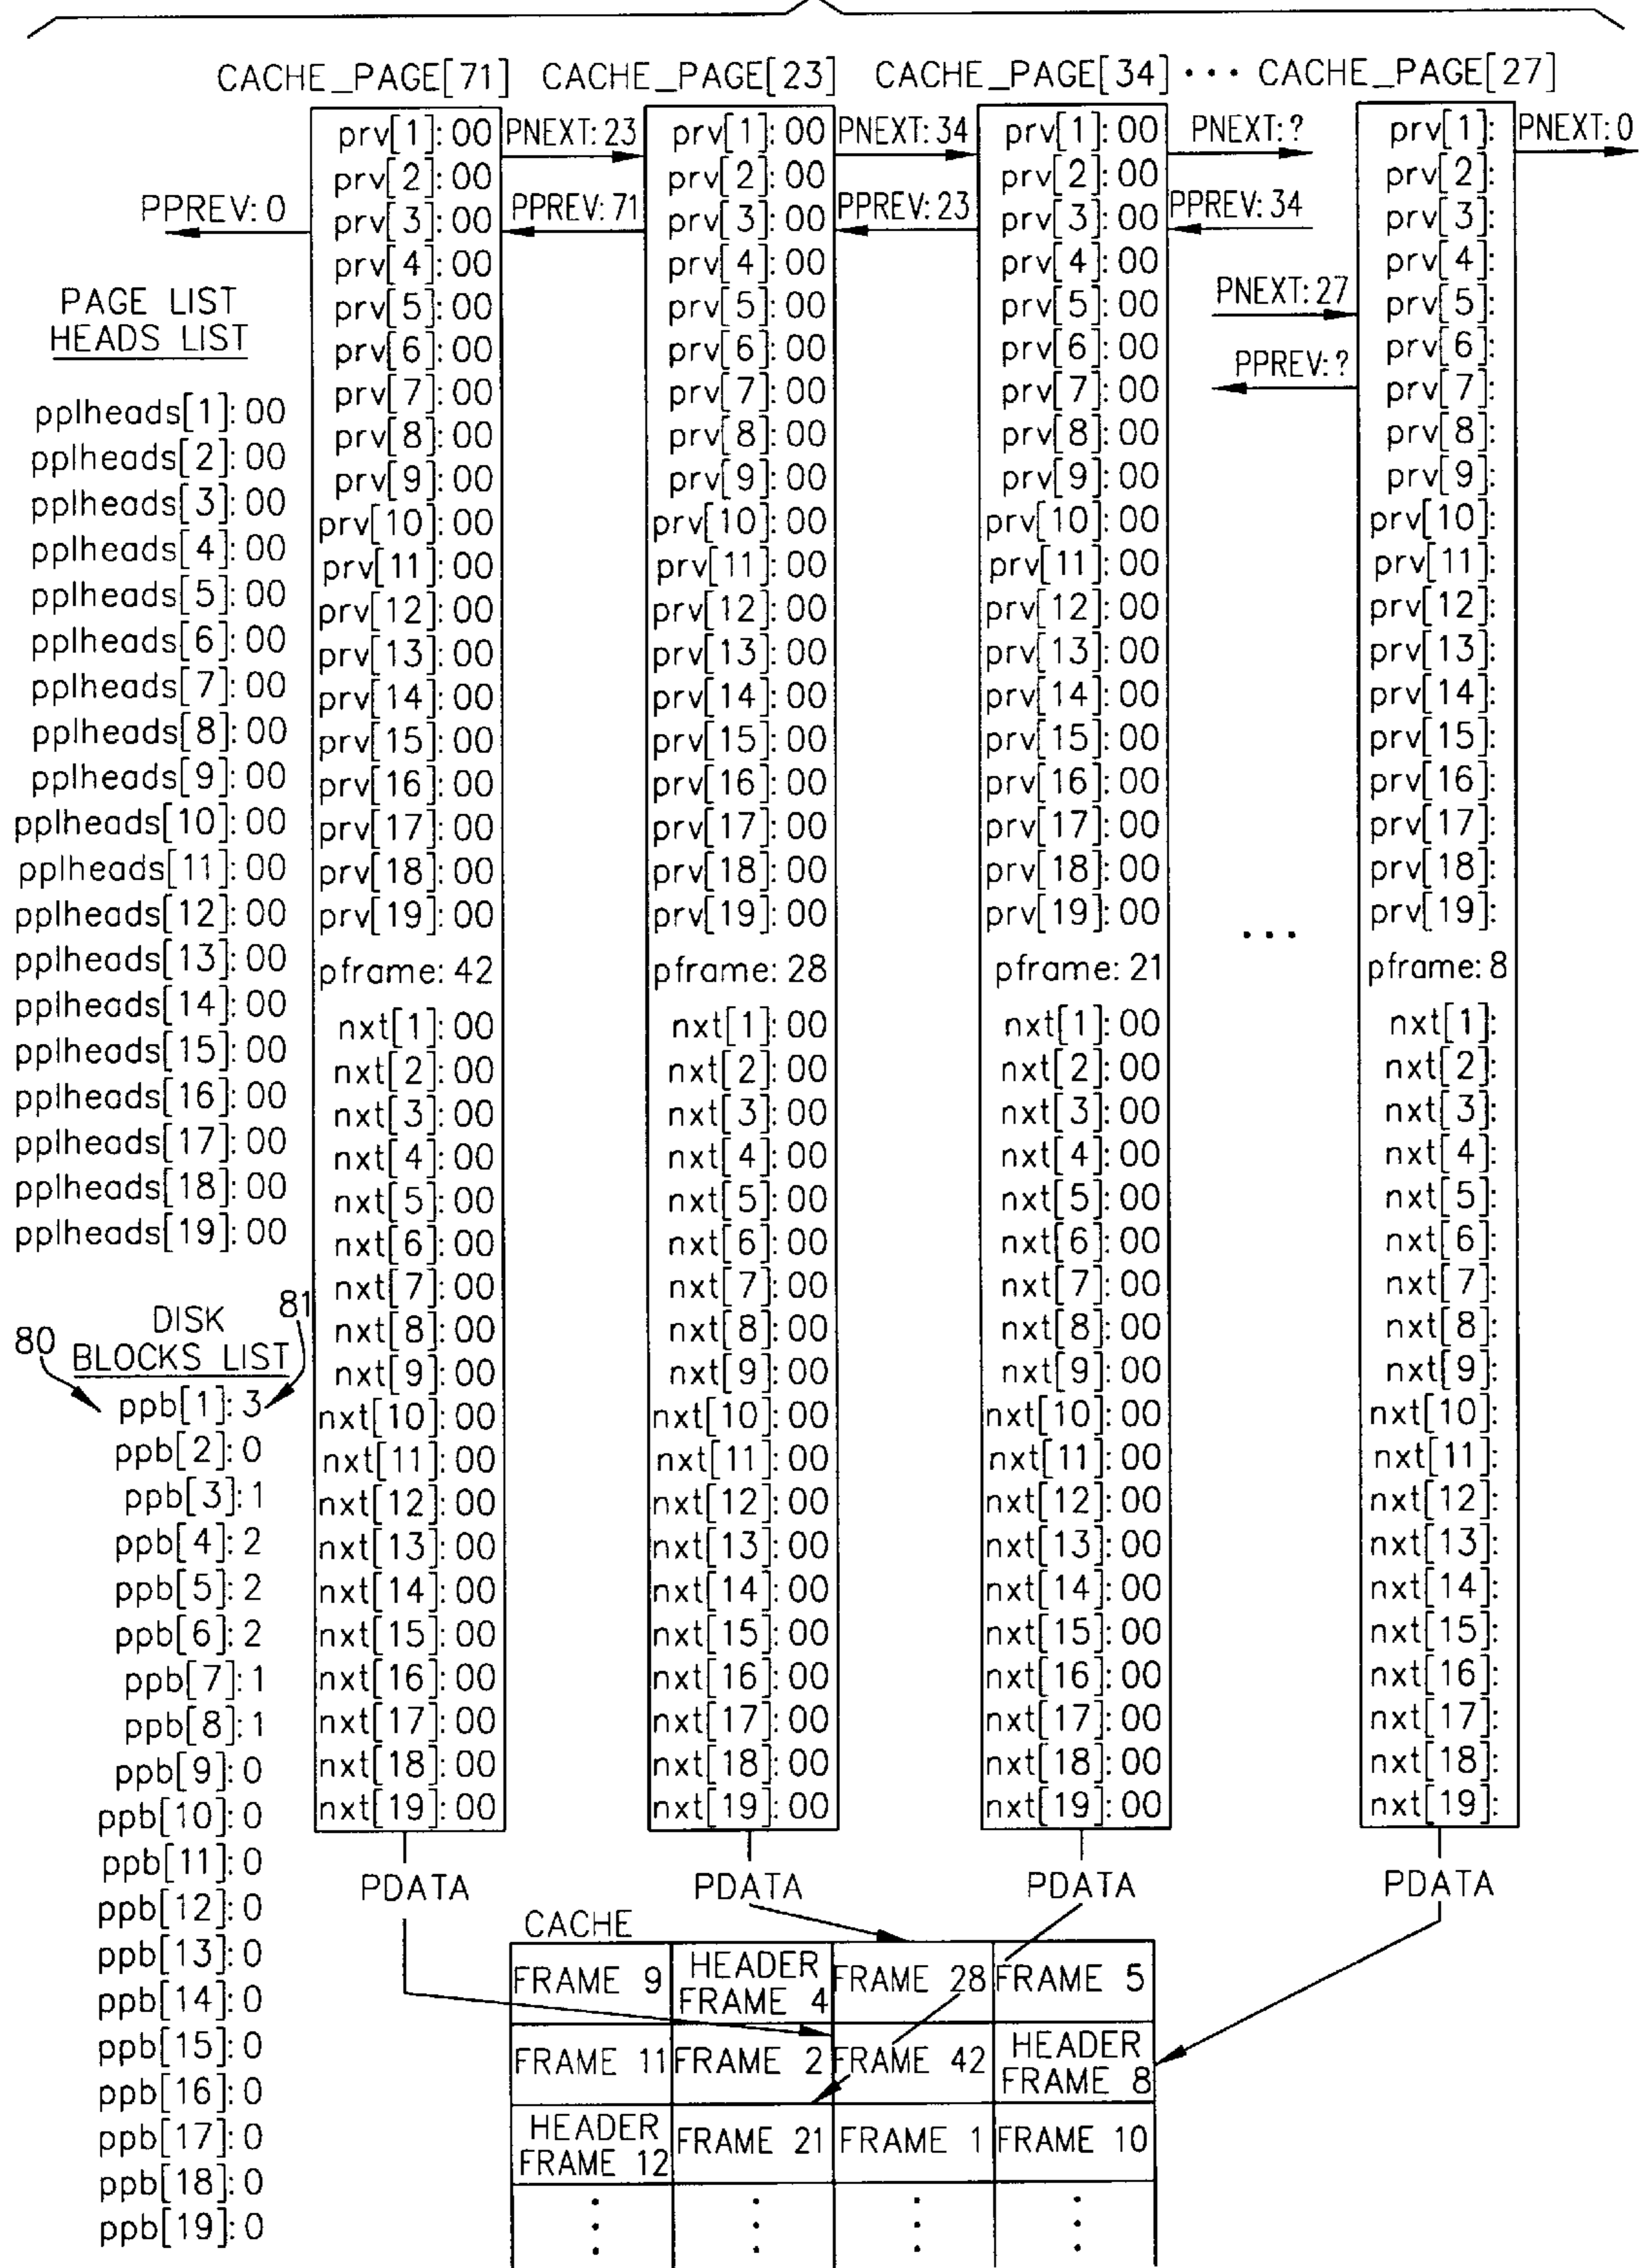 CACHE_PAGE[71] CACHE_PAGE[23] CACHE_PAGE[34] ••• CACHE_PAGE[27]
PPREV: 0
PAGE LIST
HEADS LIST
pplheads[1]: 00
pplheads[2]: 00
pplheads[3]: 00
pplheads[4]: 00
pplheads[5]: 00
pplheads[6]: 00
pplheads[7]: 00
pplheads[8]: 00
pplheads[9]: 00
pplheads[10]: 00
pplheads[11]: 00
pplheads[12]: 00
pplheads[13]: 00
pplheads[14]: 00
pplheads[15]: 00
pplheads[16]: 00
pplheads[17]: 00
pplheads[18]: 00
pplheads[19]: 00
80
81
DISK
BLOCKS LIST
ppb[1]: 3
ppb[2]: 0
ppb[3]: 1
ppb[4]: 2
ppb[5]: 2
ppb[6]: 2
ppb[7]: 1
ppb[8]: 1
ppb[9]: 0
ppb[10]: 0
ppb[11]: 0
ppb[12]: 0
ppb[13]: 0
ppb[14]: 0
ppb[15]: 0
ppb[16]: 0
ppb[17]: 0
ppb[18]: 0
ppb[19]: 0
prv[1]: 00
prv[2]: 00
prv[3]: 00
prv[4]: 00
prv[5]: 00
prv[6]: 00
prv[7]: 00
prv[8]: 00
prv[9]: 00
prv[10]: 00
prv[11]: 00
prv[12]: 00
prv[13]: 00
prv[14]: 00
prv[15]: 00
prv[16]: 00
prv[17]: 00
prv[18]: 00
prv[19]: 00
pframe: 42
nxt[1]: 00
nxt[2]: 00
nxt[3]: 00
nxt[4]: 00
nxt[5]: 00
nxt[6]: 00
nxt[7]: 00
nxt[8]: 00
nxt[9]: 00
nxt[10]: 00
nxt[11]: 00
nxt[12]: 00
nxt[13]: 00
nxt[14]: 00
nxt[15]: 00
nxt[16]: 00
nxt[17]: 00
nxt[18]: 00
nxt[19]: 00
PDATA
PNEXT: 23
PPREV: 71
prv[1]: 00
prv[2]: 00
prv[3]: 00
prv[4]: 00
prv[5]: 00
prv[6]: 00
prv[7]: 00
prv[8]: 00
prv[9]: 00
prv[10]: 00
prv[11]: 00
prv[12]: 00
prv[13]: 00
prv[14]: 00
prv[15]: 00
prv[16]: 00
prv[17]: 00
prv[18]: 00
prv[19]: 00
pframe: 28
nxt[1]: 00
nxt[2]: 00
nxt[3]: 00
nxt[4]: 00
nxt[5]: 00
nxt[6]: 00
nxt[7]: 00
nxt[8]: 00
nxt[9]: 00
nxt[10]: 00
nxt[11]: 00
nxt[12]: 00
nxt[13]: 00
nxt[14]: 00
nxt[15]: 00
nxt[16]: 00
nxt[17]: 00
nxt[18]: 00
nxt[19]: 00
PDATA
PNEXT: 34
PPREV: 23
prv[1]: 00
prv[2]: 00
prv[3]: 00
prv[4]: 00
prv[5]: 00
prv[6]: 00
prv[7]: 00
prv[8]: 00
prv[9]: 00
prv[10]: 00
prv[11]: 00
prv[12]: 00
prv[13]: 00
prv[14]: 00
prv[15]: 00
prv[16]: 00
prv[17]: 00
prv[18]: 00
prv[19]: 00
pframe: 21
nxt[1]: 00
nxt[2]: 00
nxt[3]: 00
nxt[4]: 00
nxt[5]: 00
nxt[6]: 00
nxt[7]: 00
nxt[8]: 00
nxt[9]: 00
nxt[10]: 00
nxt[11]: 00
nxt[12]: 00
nxt[13]: 00
nxt[14]: 00
nxt[15]: 00
nxt[16]: 00
nxt[17]: 00
nxt[18]: 00
nxt[19]: 00
PDATA
PNEXT: ?
PPREV: 34
PNEXT: 27
PPREV: ?
•••
prv[1]:
prv[2]:
prv[3]:
prv[4]:
prv[5]:
prv[6]:
prv[7]:
prv[8]:
prv[9]:
prv[10]:
prv[11]:
prv[12]:
prv[13]:
prv[14]:
prv[15]:
prv[16]:
prv[17]:
prv[18]:
prv[19]:
pframe: 8
nxt[1]:
nxt[2]:
nxt[3]:
nxt[4]:
nxt[5]:
nxt[6]:
nxt[7]:
nxt[8]:
nxt[9]:
nxt[10]:
nxt[11]:
nxt[12]:
nxt[13]:
nxt[14]:
nxt[15]:
nxt[16]:
nxt[17]:
nxt[18]:
nxt[19]:
PDATA
PNEXT: 0
CACHE
FRAME 9
HEADER
FRAME 4
FRAME 28
FRAME 5
FRAME 11
FRAME 2
FRAME 42
HEADER
FRAME 8
HEADER
FRAME 12
FRAME 21
FRAME 1
FRAME 10